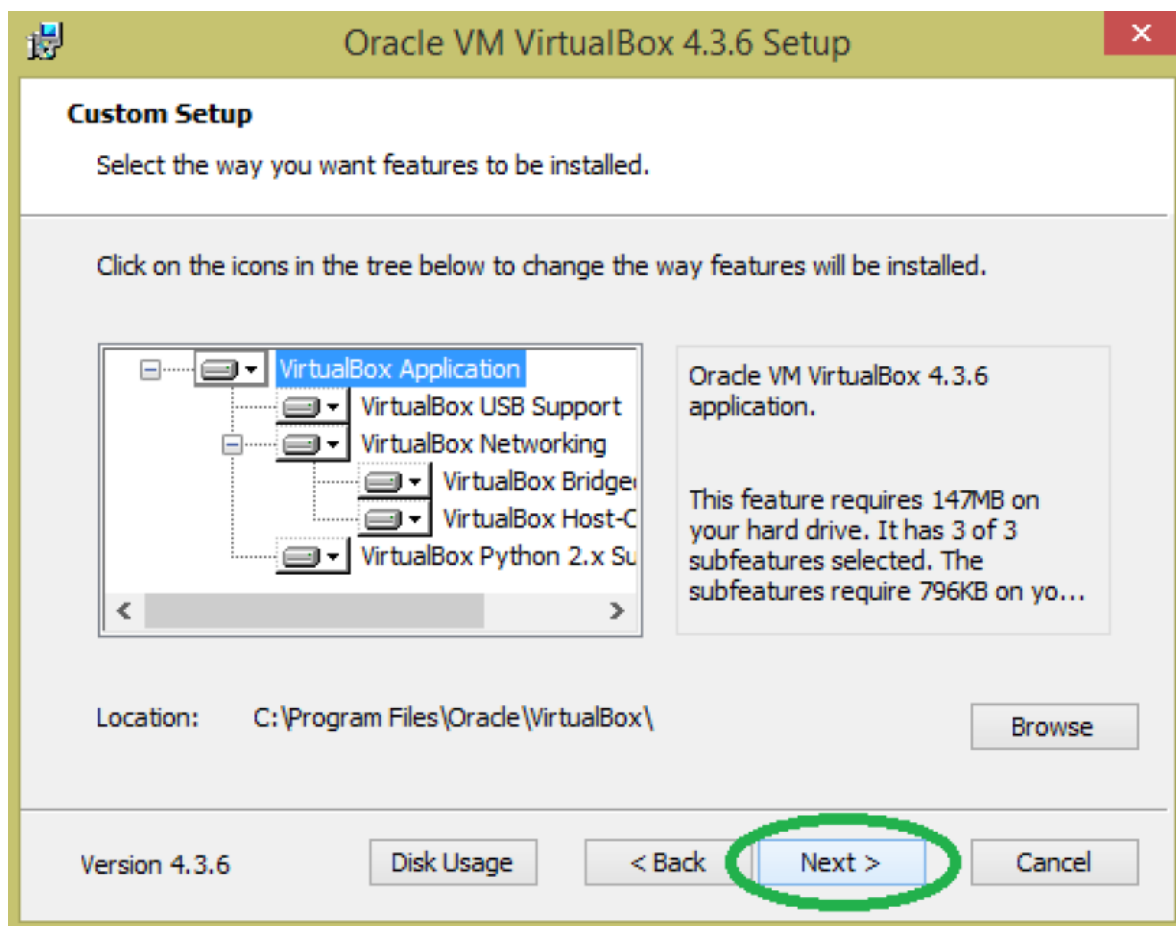 Oracle VM VirtualBox 4.3.6 Setup
Custom Setup
Select the way you want features to be installed.
Click on the icons in the tree below to change the way features will be installed.
VirtualBox Application
VirtualBox USB Support
VirtualBox Networking
VirtualBox Bridge
VirtualBox Host-
VirtualBox Python 2.x Su
Oracle VM VirtualBox 4.3.6
application.
This feature requires 147MB on
your hard drive. It has 3 of 3
subfeatures selected. The
subfeatures require 796KB on yo...
Location: C:\Program Files\Oracle\VirtualBox\
Browse
Version 4.3.6
Disk Usage
< Back
Next >
Cancel